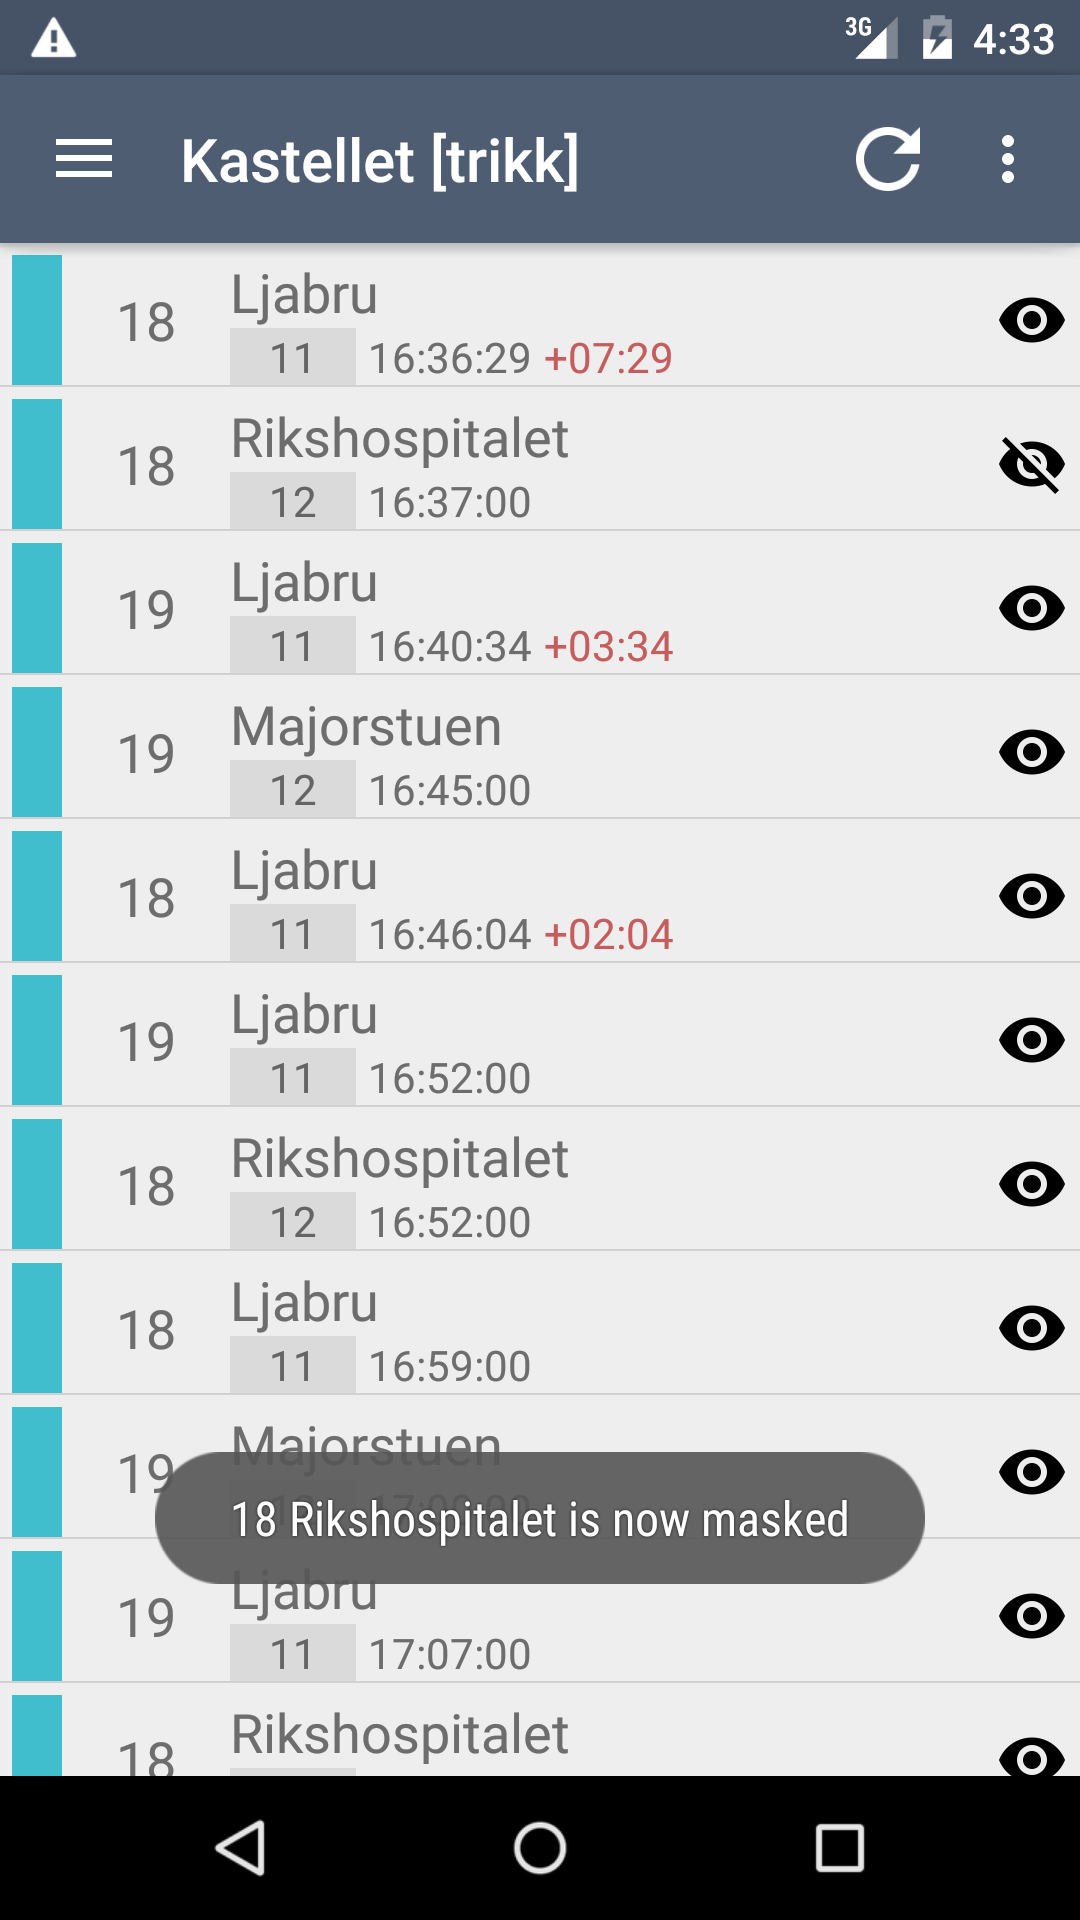 3G 4:33
Kastellet [trikk]
18 Ljabru
11 16:36:29 +07:29
18 Rikshospitalet
12 16:37:00
19 Ljabru
11 16:40:34 +03:34
19 Majorstuen
12 16:45:00
18 Ljabru
11 16:46:04 +02:04
19 Ljabru
11 16:52:00
18 Rikshospitalet
12 16:52:00
18 Ljabru
11 16:59:00
19 Majorstuen
18 Rikshospitalet is now masked
19 Ljabru
11 17:07:00
18 Rikshospitalet